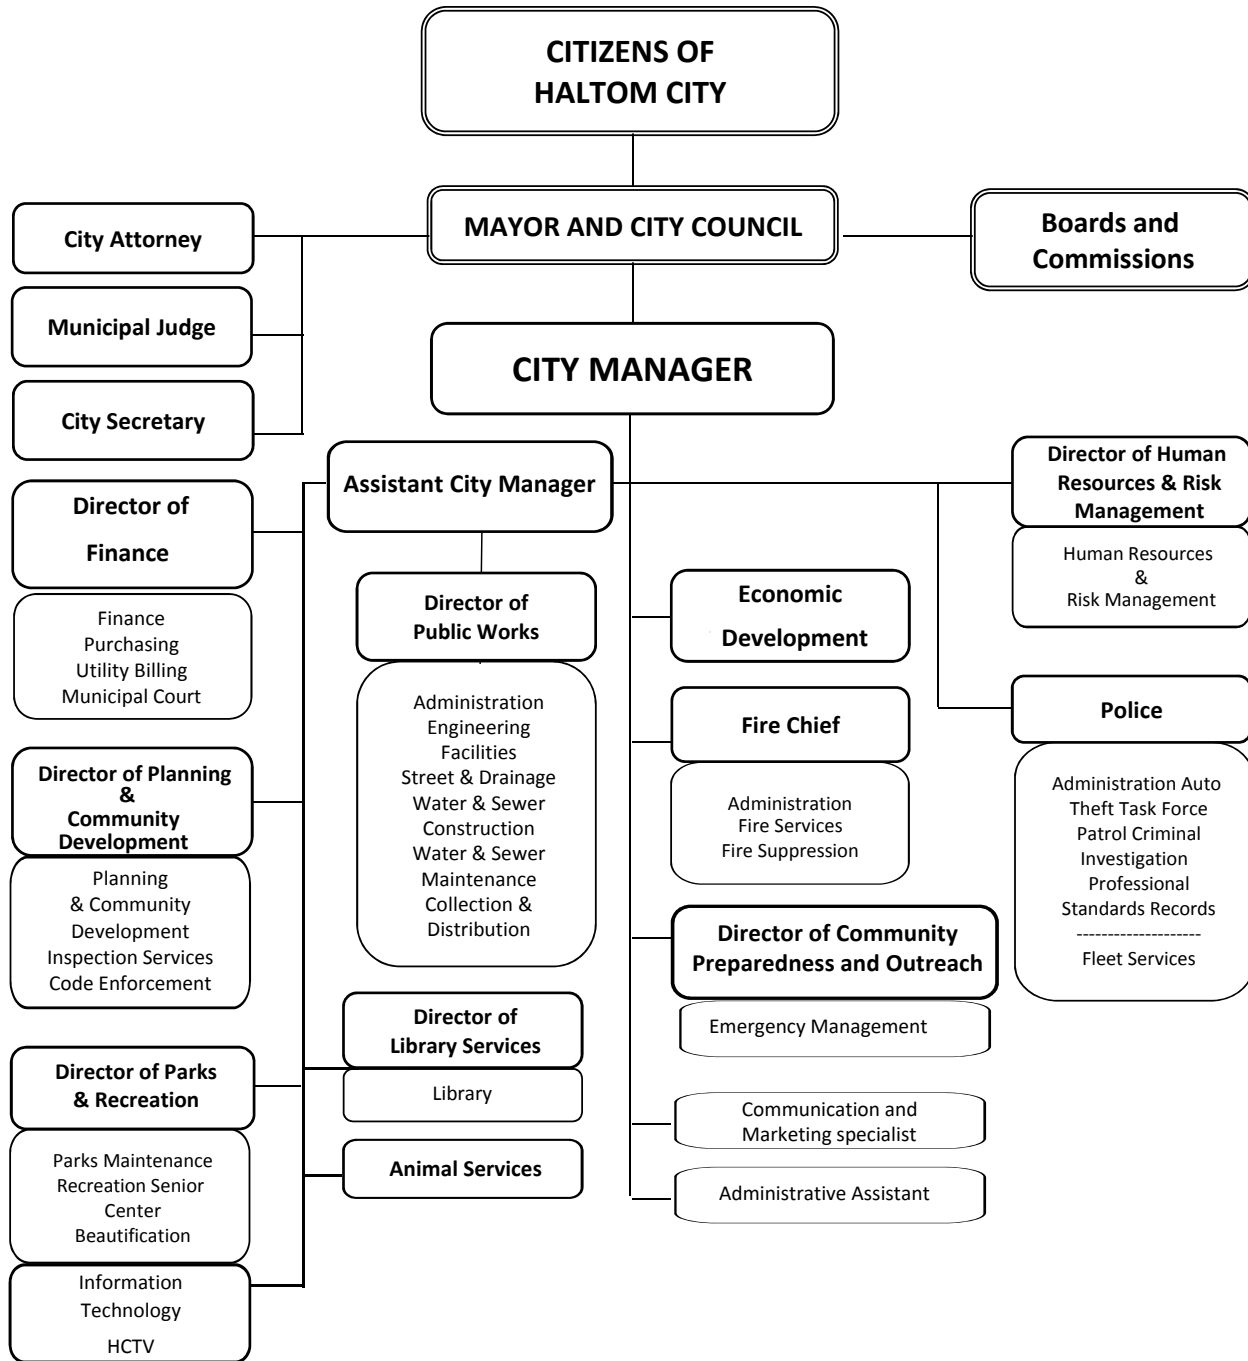 CITIZENS OF
HALTOM CITY
MAYOR AND CITY COUNCIL
Boards and
Commissions
City Attorney
Municipal Judge
City Secretary
CITY MANAGER
Assistant City Manager
Director of
Finance
Finance
Purchasing
Utility Billing
Municipal Court
Director of Planning
&
Community
Development
Planning
& Community
Development
Inspection Services
Code Enforcement
Director of Parks
& Recreation
Parks Maintenance
Recreation Senior
Center
Beautification
Information
Technology
HCTV
Director of
Public Works
Administration
Engineering
Facilities
Street & Drainage
Water & Sewer
Construction
Water & Sewer
Maintenance
Collection &
Distribution
Director of
Library Services
Library
Animal Services
Economic
Development
Fire Chief
Administration
Fire Services
Fire Suppression
Director of Community
Preparedness and Outreach
Emergency Management
Communication and
Marketing specialist
Administrative Assistant
Director of Human
Resources & Risk
Management
Human Resources
&
Risk Management
Police
Administration Auto
Theft Task Force
Patrol Criminal
Investigation
Professional
Standards Records
--------------------
Fleet Services